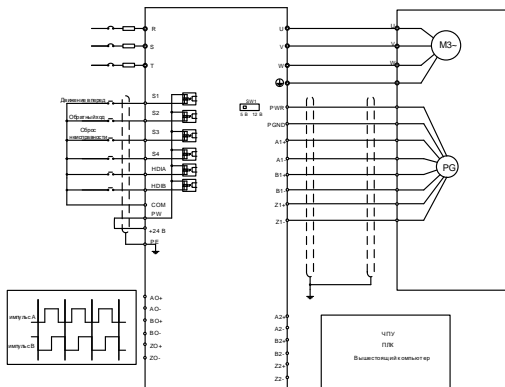 R
S
T
U
V
W
U
V
W
M3~
Движение вперед
S1
Обратный ход
S2
Сброс
неисправности
S3
S4
HDIA
HDIB
COM
PW
+24 В
PE
SW1
5 В 12 В
PWR
PGND
A1+
A1-
B1+
B1-
Z1+
Z1-
PG
импульс A
импульс B
AO+
AO-
BO+
BO-
ZO+
ZO-
A2+
A2-
B2+
B2-
Z2+
Z2-
ЧПУ
ПЛК
Вышестоящий компьютер